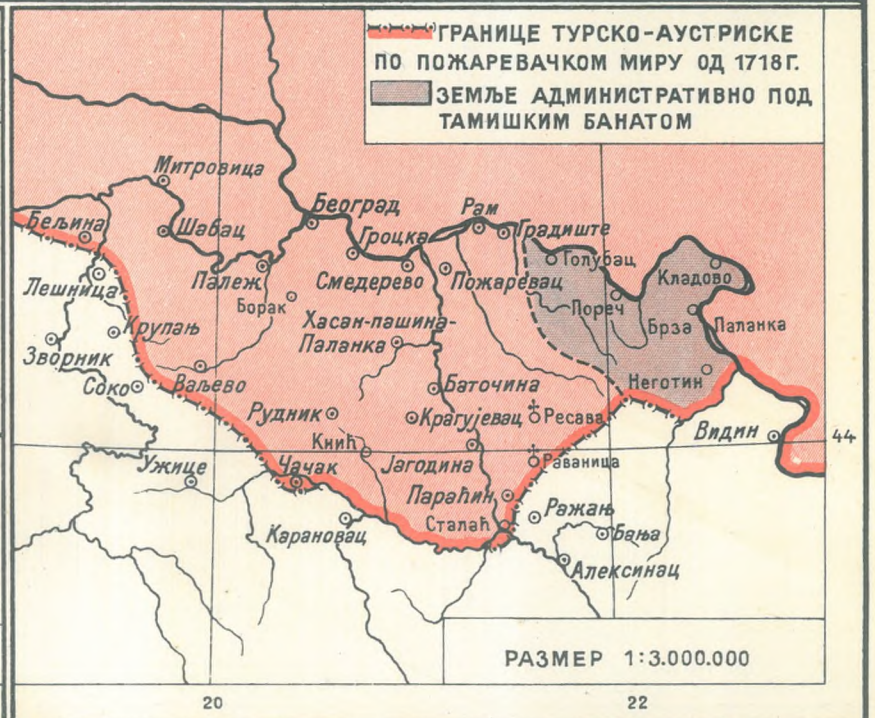 ГРАНИЦЕ ТУРСКО-АУСТРИСКЕ
ПО ПОЖАРЕВАЧКОМ МИРУ ОД 1718 Г.
ЗЕМЉЕ АДМИНИСТРАТИВНО ПОД
ТАМИШКИМ БАНАТОМ
Митровица
Београд
Рам
Бељина
Шабац
Гроцка
Градиште
Голубац
Кладово
Лешница
Палеж
Смедерево
Пожаревац
Борак
Пореч
Брза Паланка
Хасан-пашина-
Паланка
Крупањ
Зворник
Соко
Ваљево
Баточина
Неготин
Рудник
Крагујевац
Ресава
Видин
44
Кнић
Ужице
Чачак
Јагодина
Раваница
Параћин
Ражањ
Карановац
Сталаћ
Бања
Алексинац
РАЗМЕР 1:3.000.000
20
22